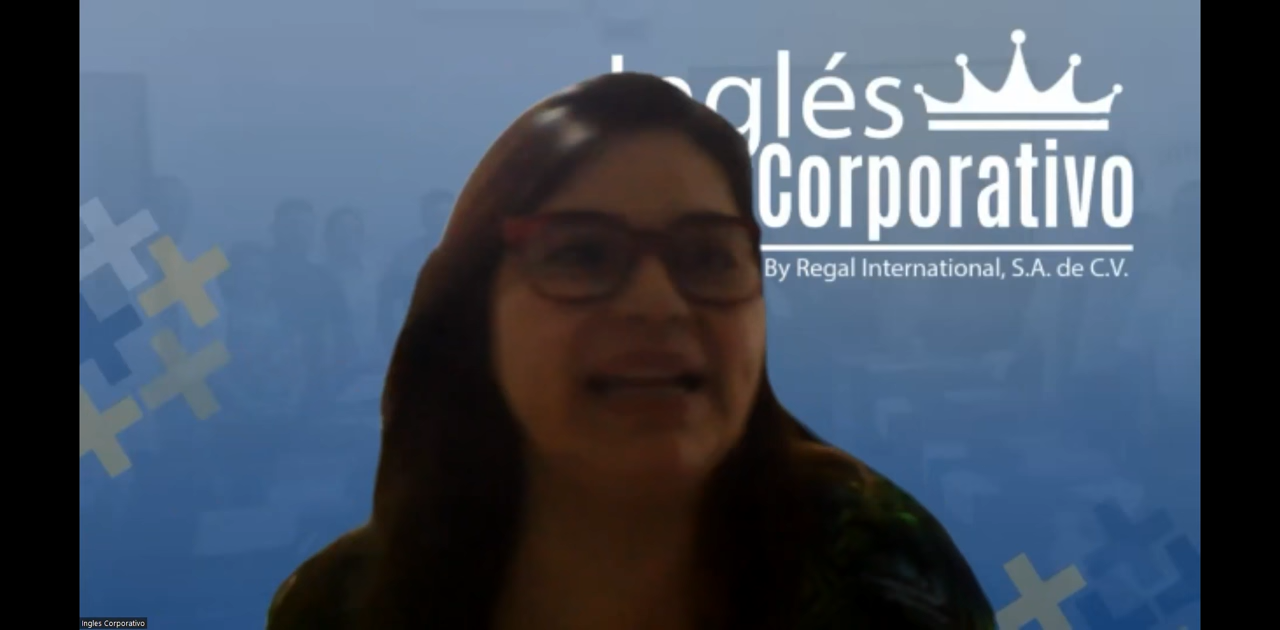 Inglés
Corporativo
By Regal International, S.A. de C.V.
Ingles Corporativo